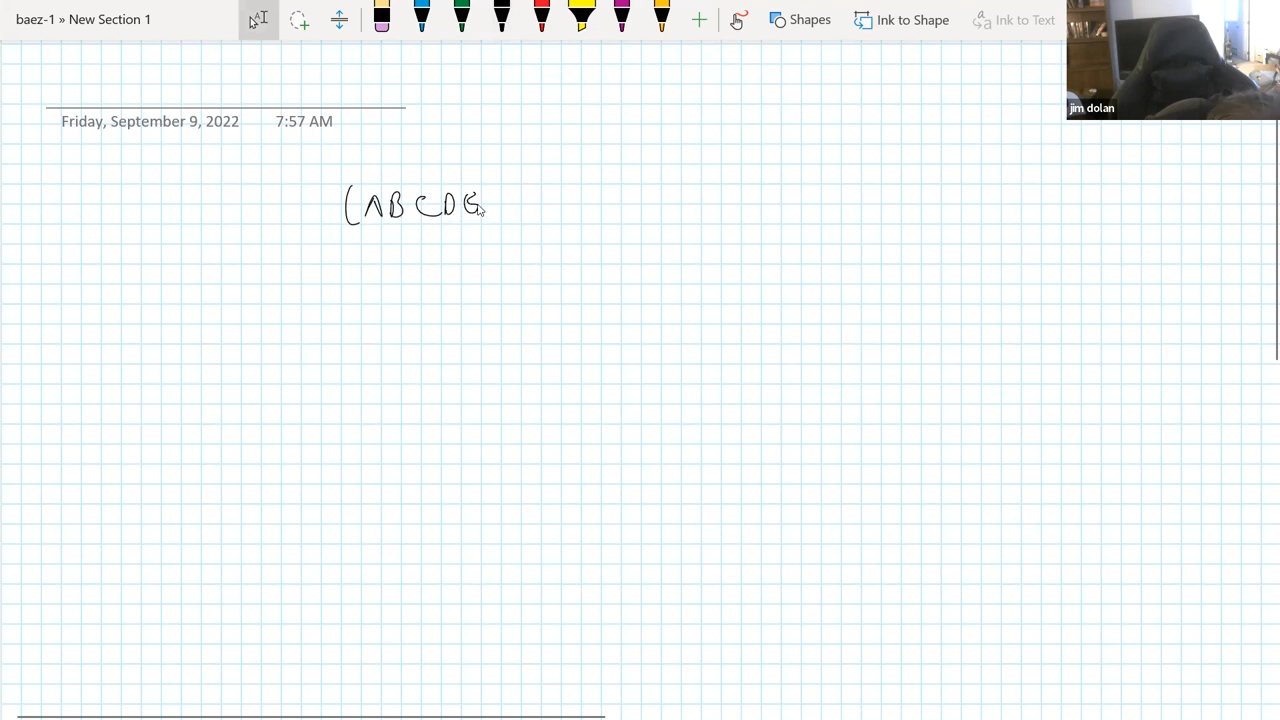 baez-1 » New Section 1
Shapes
Ink to Shape
Ink to Text
jim dolan
Friday, September 9, 2022 7:57 AM
(ABCDE